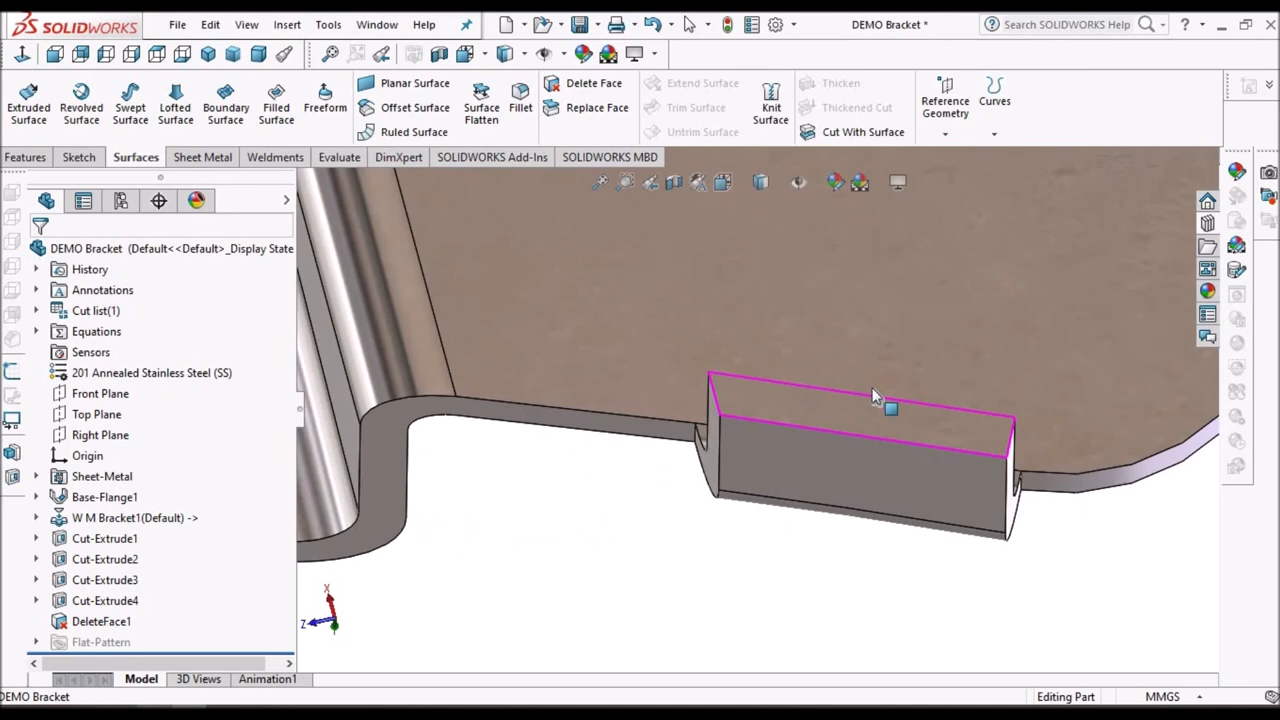 SOLIDWORKS File Edit View Insert Tools Window Help DEMO Bracket * Search SOLIDWORKS Help ?
Extruded Surface
Revolved Surface
Swept Surface
Lofted Surface
Boundary Surface
Filled Surface
Freeform
Planar Surface
Offset Surface
Ruled Surface
Surface Flatten
Fillet
Delete Face
Replace Face
Extend Surface
Trim Surface
Untrim Surface
Knit Surface
Thicken
Thickened Cut
Cut With Surface
Reference Geometry
Curves
Features Sketch Surfaces Sheet Metal Weldments Evaluate DimXpert SOLIDWORKS Add-Ins SOLIDWORKS MBD
DEMO Bracket (Default<<Default>_Display State
History
Annotations
Cut list(1)
Equations
Sensors
201 Annealed Stainless Steel (SS)
Front Plane
Top Plane
Right Plane
Origin
Sheet-Metal
Base-Flange1
W M Bracket1(Default) ->
Cut-Extrude1
Cut-Extrude2
Cut-Extrude3
Cut-Extrude4
DeleteFace1
Flat-Pattern
X
Z
Y
Model 3D Views Animation1
DEMO Bracket Editing Part MMGS